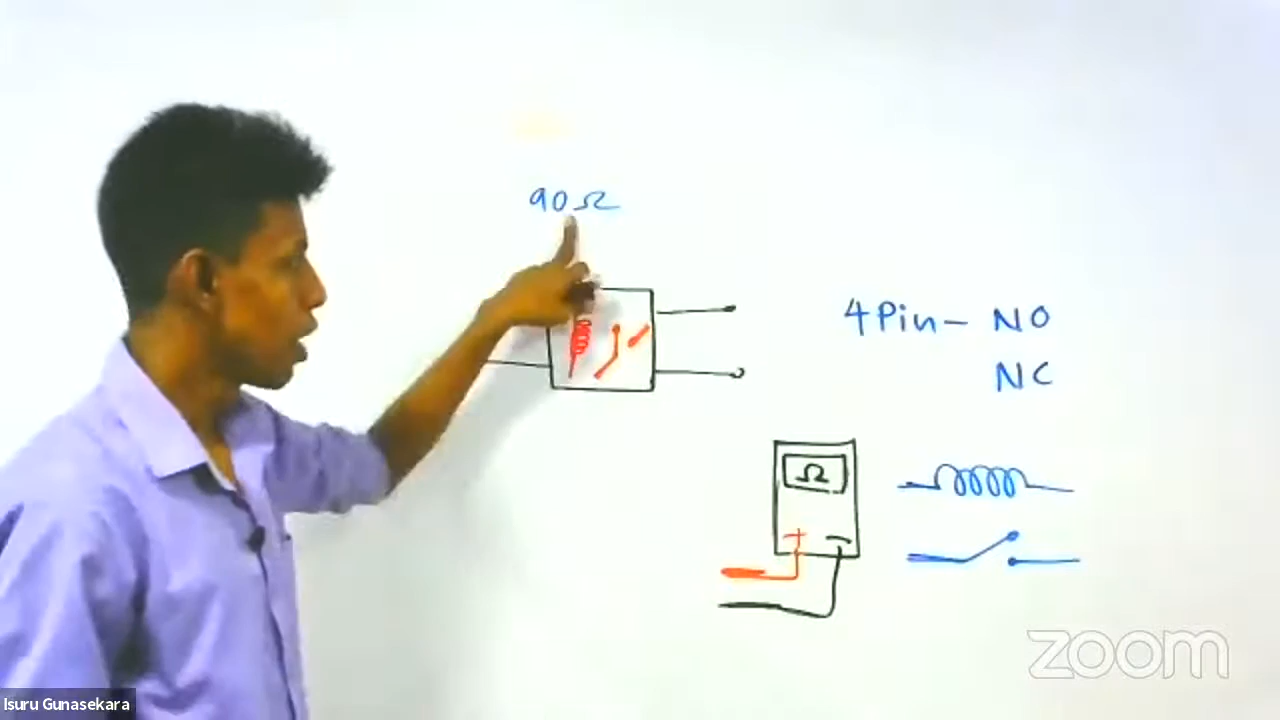 90Ω
4Pin- NO
NC
Ω
+ -
zoom
Isuru Gunasekara